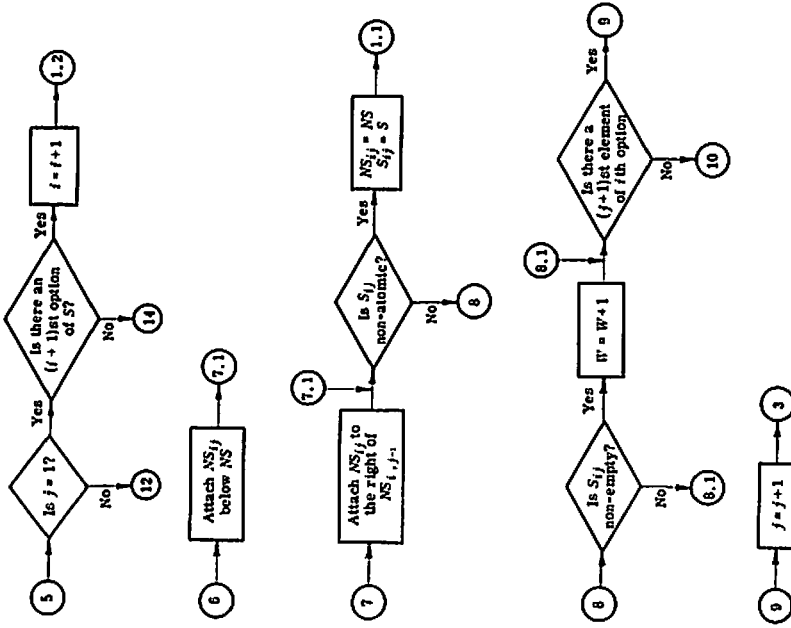 5
Is j = 1?
No
12
Yes
Is there an
(i + 1)st option
of S?
No
14
Yes
i = i+1
1.2
6
Attach NSij
below NS
7.1
7
Attach NSij to
the right of
NSi,j-1
7.1
Is Sij
non-atomic?
No
8
Yes
NSij = NS
Sij = S
1.1
8
Is Sij
non-empty?
No
8.1
Yes
W = W+1
8.1
Is there a
(j+1)st element
of ith option
No
10
Yes
9
9
j = j+1
3